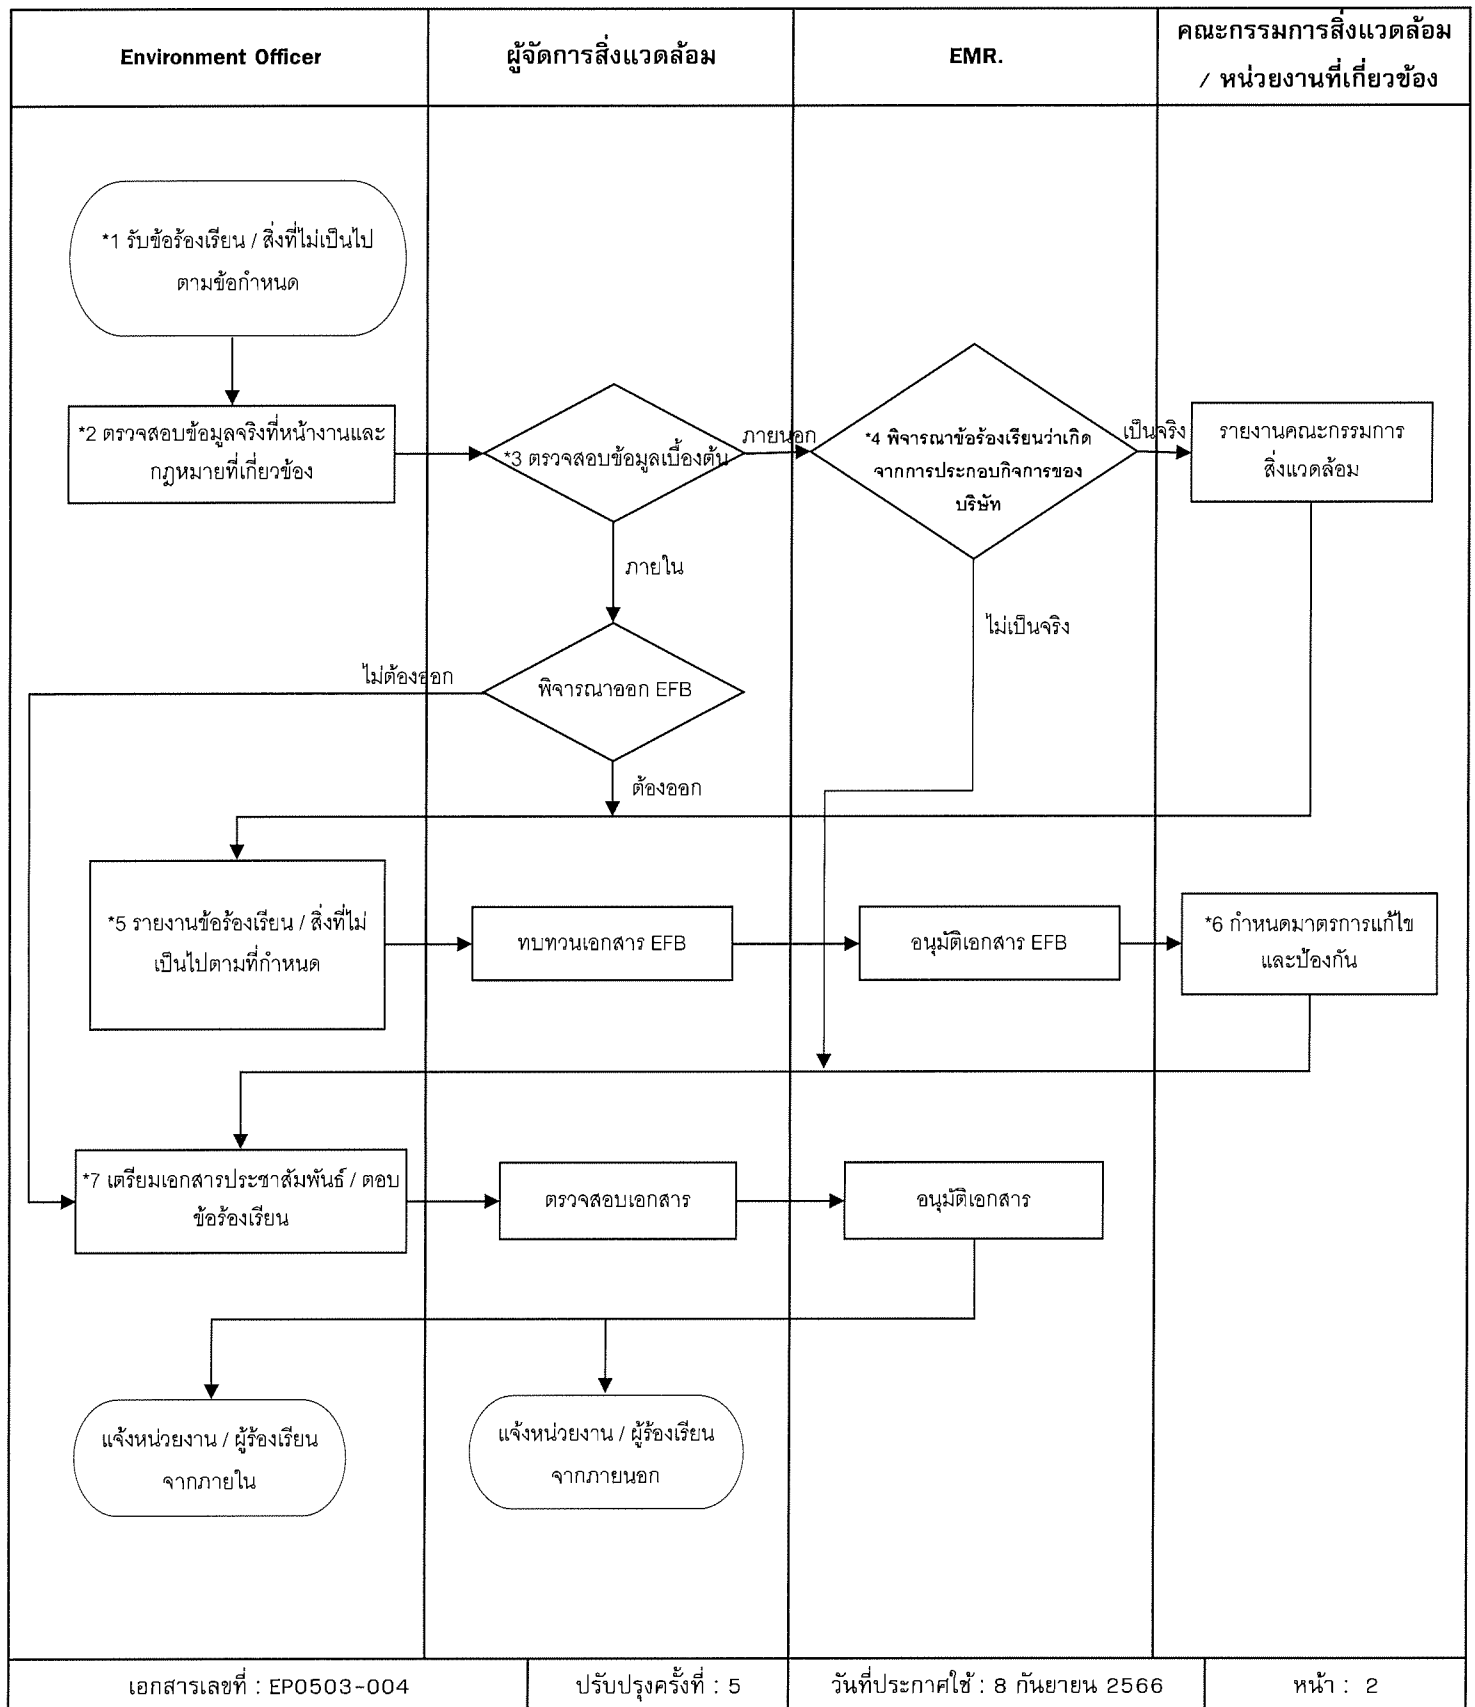 Environment Officer
ผู้จัดการสิ่งแวดล้อม
EMR.
คณะกรรมการสิ่งแวดล้อม
/ หน่วยงานที่เกี่ยวข้อง
*1 รับข้อร้องเรียน / สิ่งที่ไม่เป็นไป
ตามข้อกำหนด
*2 ตรวจสอบข้อมูลจริงที่หน้างานและ
กฎหมายที่เกี่ยวข้อง
*3 ตรวจสอบข้อมูลเบื้องต้น
ภายนอก
*4 พิจารณาข้อร้องเรียนว่าเกิด
จากการประกอบกิจการของ
บริษัท
เป็นจริง
รายงานคณะกรรมการ
สิ่งแวดล้อม
ภายใน
ไม่เป็นจริง
ไม่ต้องออก
พิจารณาออก EFB
ต้องออก
*5 รายงานข้อร้องเรียน / สิ่งที่ไม่
เป็นไปตามที่กำหนด
ทบทวนเอกสาร EFB
อนุมัติเอกสาร EFB
*6 กำหนดมาตรการแก้ไข
และป้องกัน
*7 เตรียมเอกสารประชาสัมพันธ์ / ตอบ
ข้อร้องเรียน
ตรวจสอบเอกสาร
อนุมัติเอกสาร
แจ้งหน่วยงาน / ผู้ร้องเรียน
จากภายใน
แจ้งหน่วยงาน / ผู้ร้องเรียน
จากภายนอก
เอกสารเลขที่ : EP0503-004
ปรับปรุงครั้งที่ : 5
วันที่ประกาศใช้ : 8 กันยายน 2566
หน้า : 2